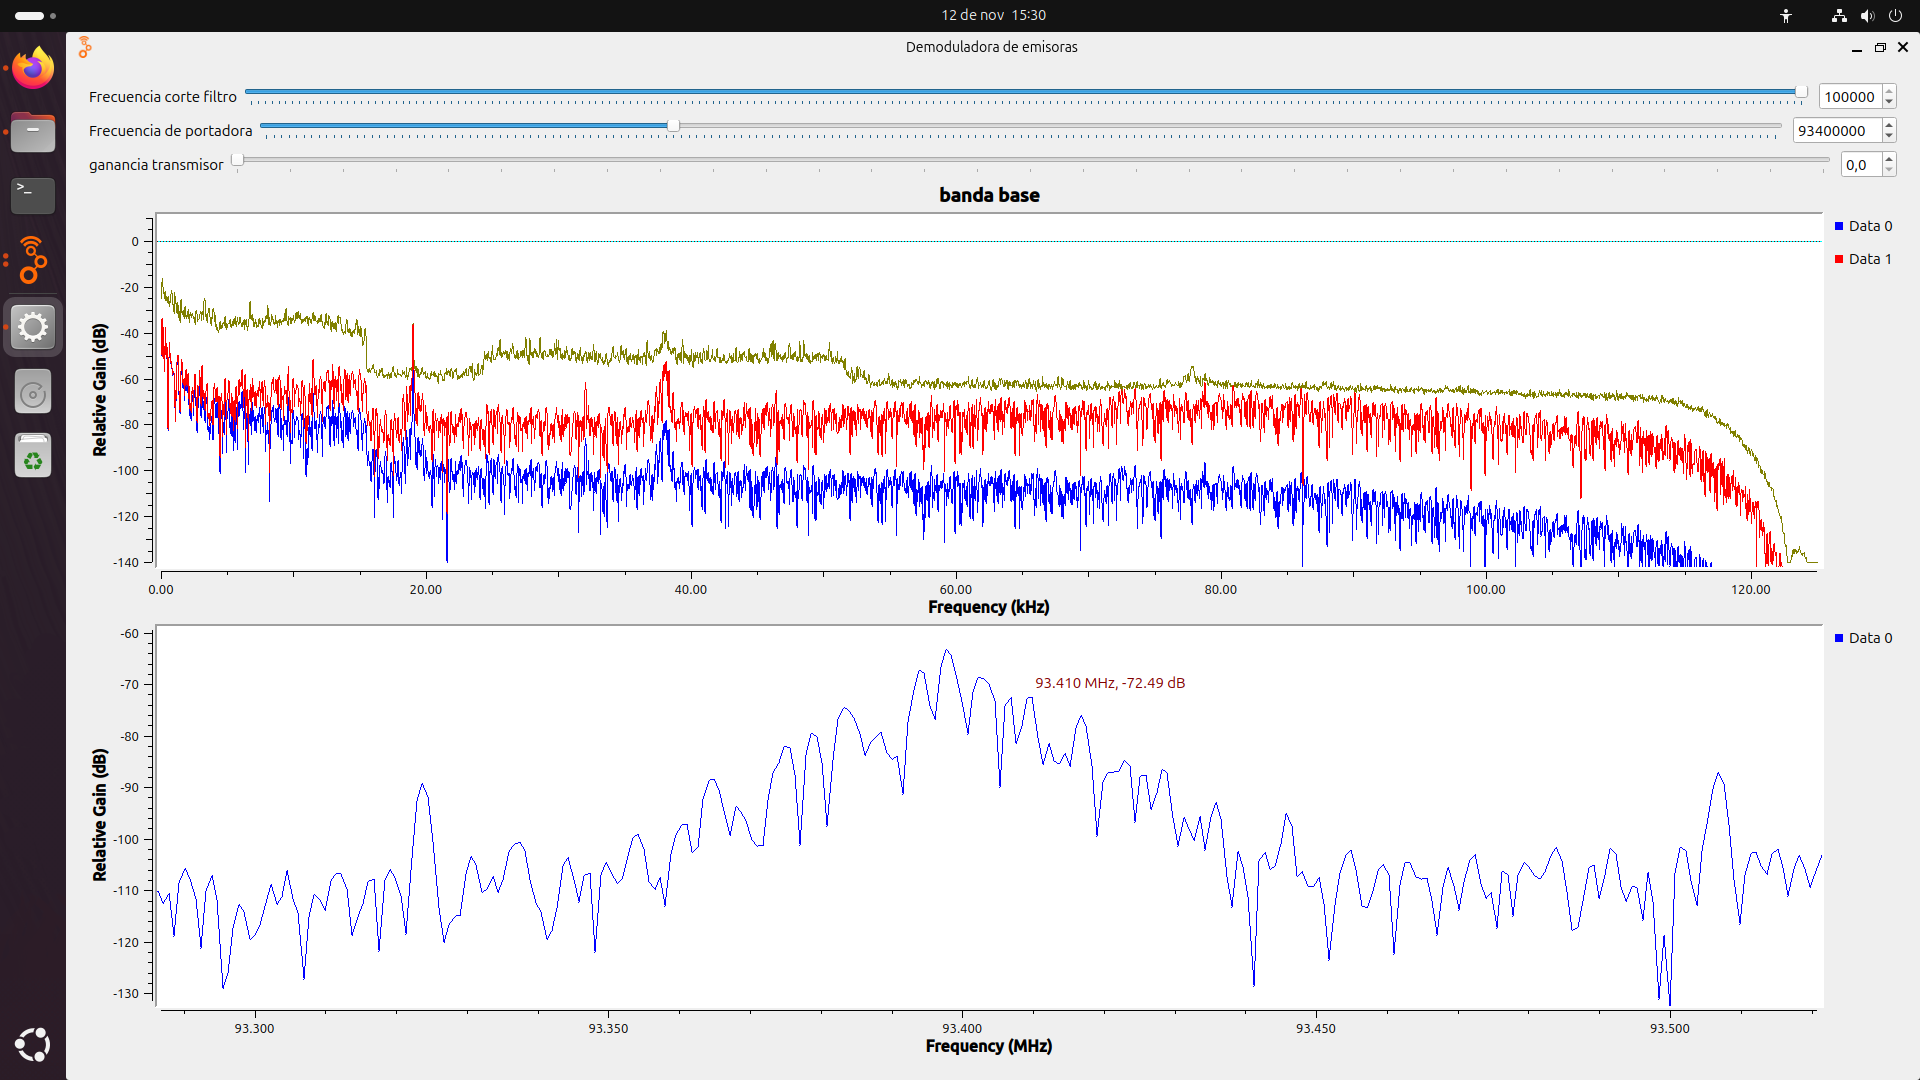 12 de nov 15:30
Demoduladora de emisoras
Frecuencia corte filtro
100000
Frecuencia de portadora
93400000
ganancia transmisor
0,0
banda base
Relative Gain (dB)
0
-20
-40
-60
-80
-100
-120
-140
0.00 20.00 40.00 60.00 80.00 100.00 120.00
Frequency (kHz)
Data 0
Data 1
Relative Gain (dB)
-60
-70
-80
-90
-100
-110
-120
-130
93.410 MHz, -72.49 dB
93.300 93.350 93.400 93.450 93.500
Frequency (MHz)
Data 0
>_